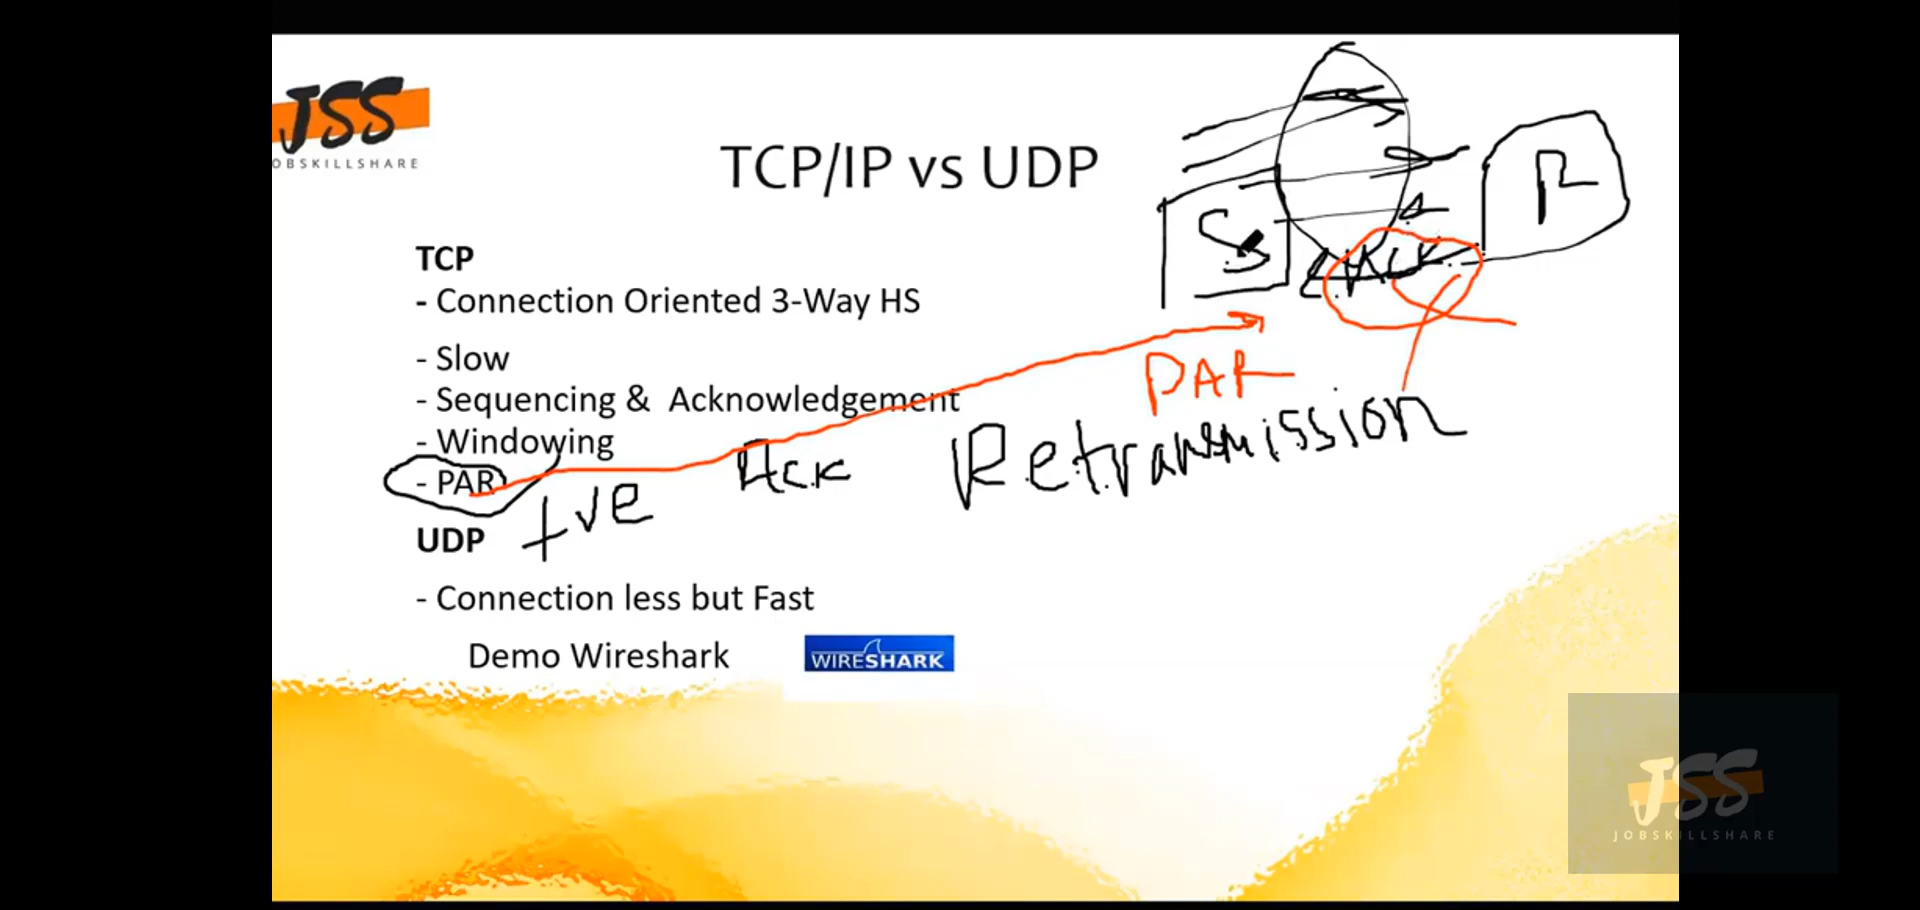 JSS
OBSKILLSHARE
TCP/IP vs UDP
S
R
ACK
TCP
- Connection Oriented 3-Way HS
- Slow
PAR
- Sequencing & Acknowledgement
- Windowing
- PAR
+ve Ack Retransmission
UDP
- Connection less but Fast
Demo Wireshark
WIRESHARK
JSS
JOBSKILLSHARE